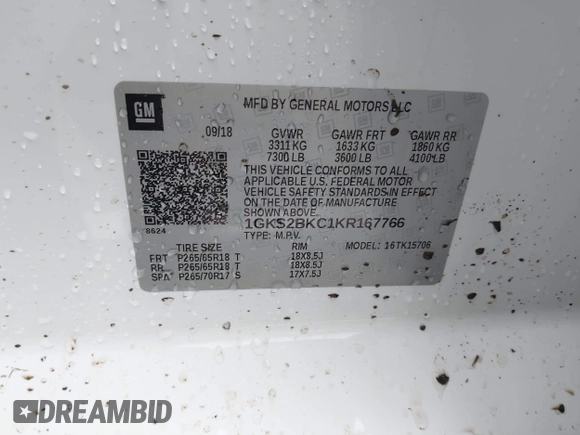 GM
MFD BY GENERAL MOTORS LLC
09/18 GVWR GAWR FRT GAWR RR
3311 KG 1633 KG 1860 KG
7300 LB 3600 LB 4100 LB
THIS VEHICLE CONFORMS TO ALL
APPLICABLE U.S. FEDERAL MOTOR
VEHICLE SAFETY STANDARDS IN EFFECT
ON THE DATE OF MANUFACTURE
SHOWN ABOVE.
8624 1GKS2BKC1KR167766
TYPE: M.P.V. MODEL: 16TK15706
TIRE SIZE RIM
FRT P265/65R18 T 18X8.5J
RR P265/65R18 T 18X8.5J
SPA P265/70R17 S 17X7.5J
DREAMBID